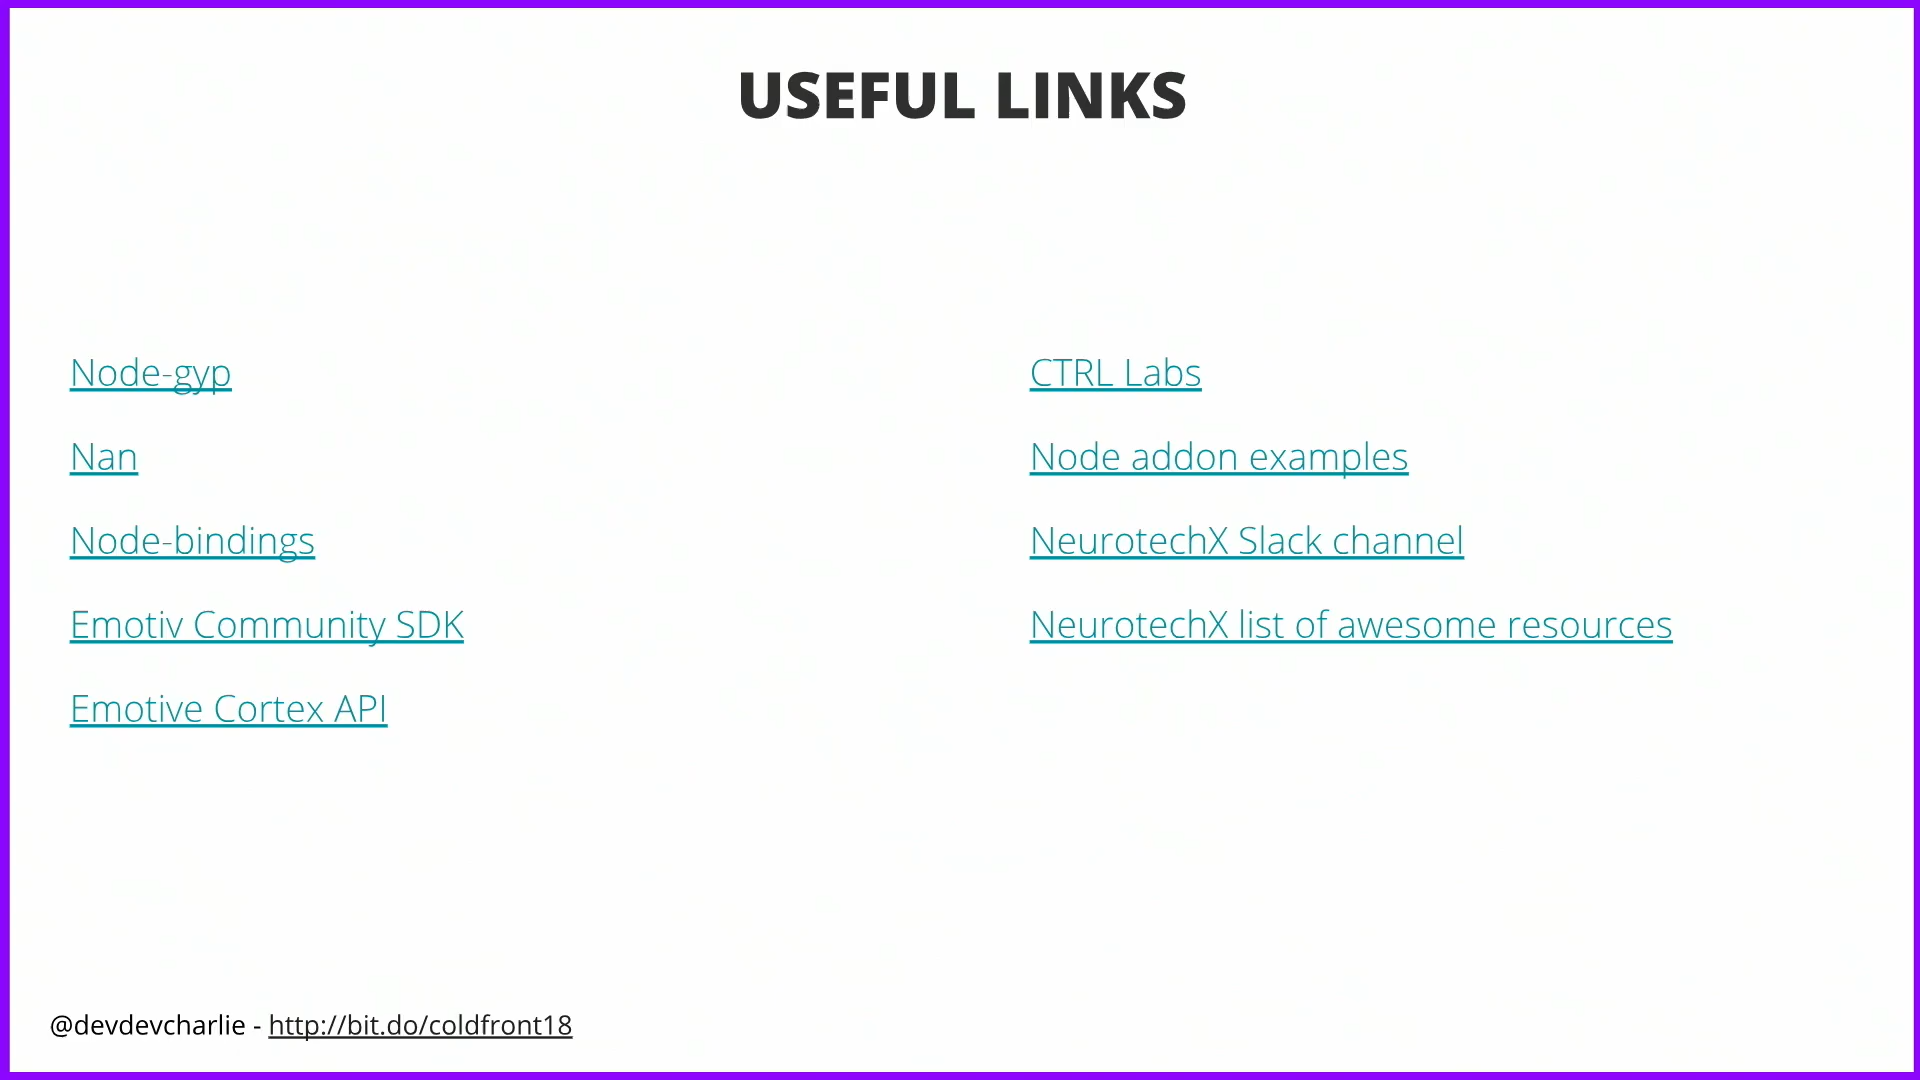 USEFUL LINKS
Node-gyp
Nan
Node-bindings
Emotiv Community SDK
Emotive Cortex API
CTRL Labs
Node addon examples
NeurotechX Slack channel
NeurotechX list of awesome resources
@devdevcharlie - http://bit.do/coldfront18